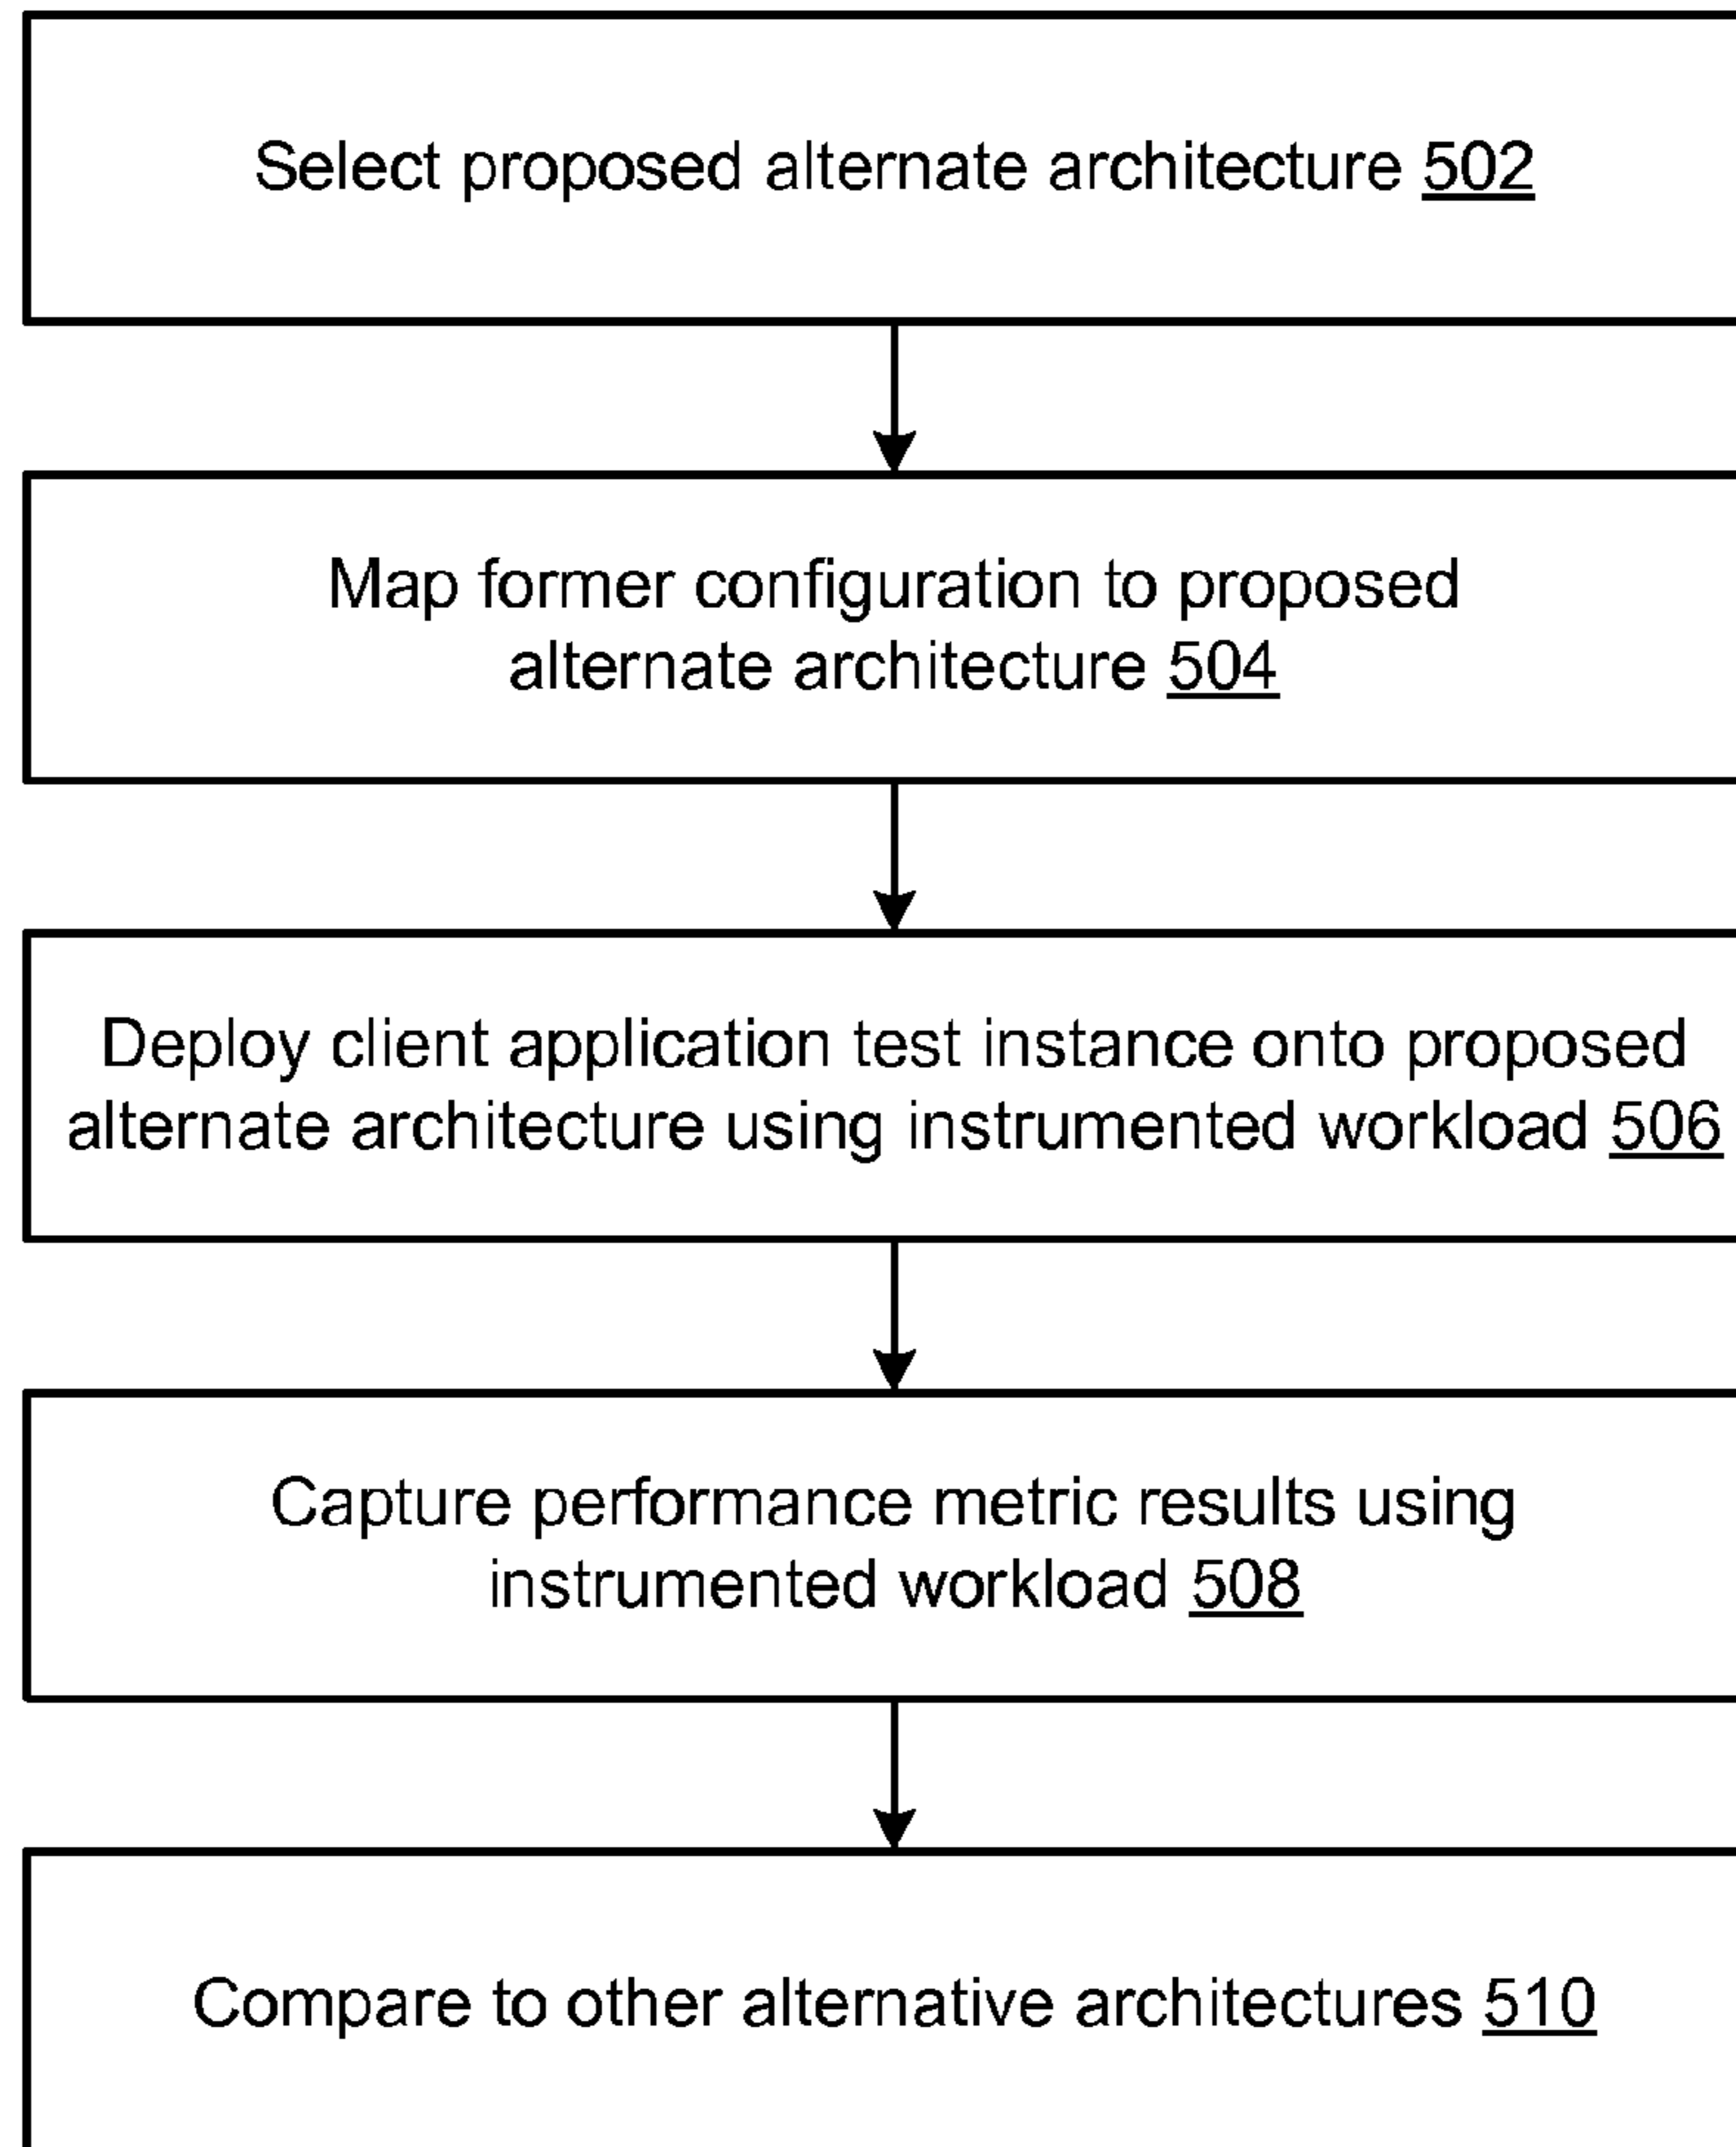 Select proposed alternate architecture 502
Map former configuration to proposed
alternate architecture 504
Deploy client application test instance onto proposed
alternate architecture using instrumented workload 506
Capture performance metric results using
instrumented workload 508
Compare to other alternative architectures 510